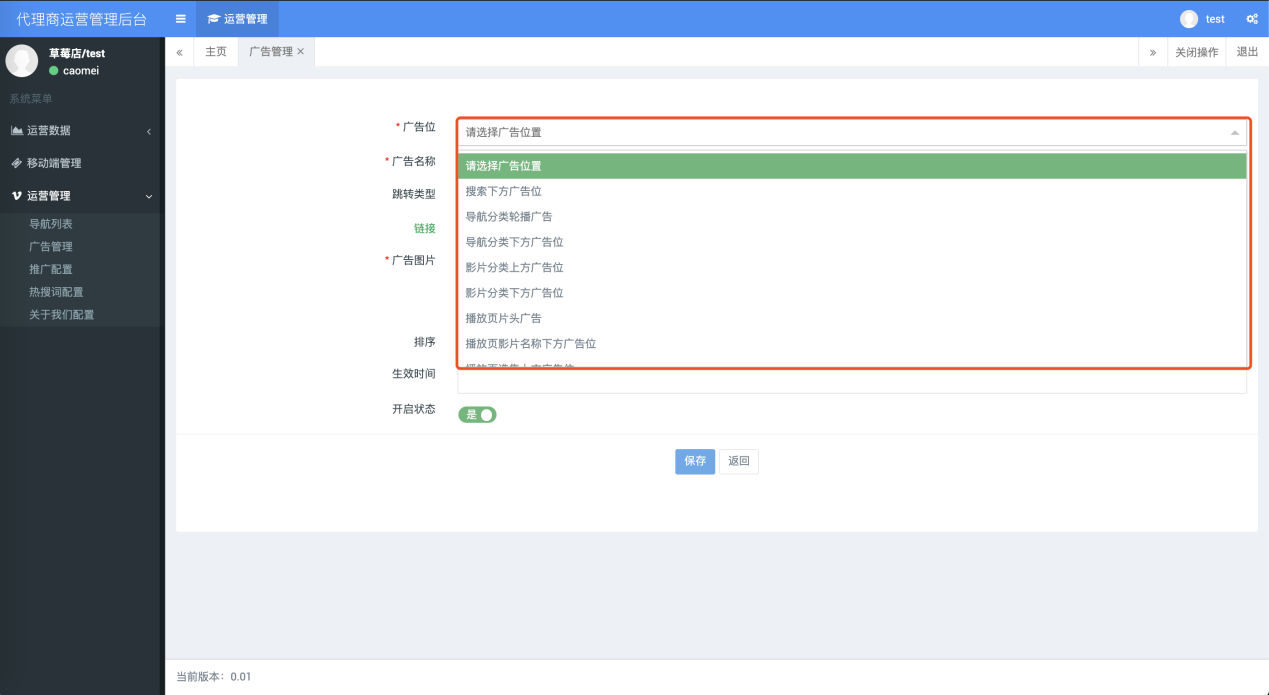 代理商运营管理后台
运营管理
test
草莓店/test
caomei
« 主页 广告管理 ×
» 关闭操作 退出
系统菜单
运营数据
移动端管理
运营管理
导航列表
广告管理
推广配置
热搜词配置
关于我们配置
* 广告位
请选择广告位置
* 广告名称
请选择广告位置
跳转类型
搜索下方广告位
导航分类轮播广告
链接
导航分类下方广告位
* 广告图片
影片分类上方广告位
影片分类下方广告位
播放页片头广告
排序
播放页影片名称下方广告位
生效时间
开启状态
是
保存 返回
当前版本：0.01